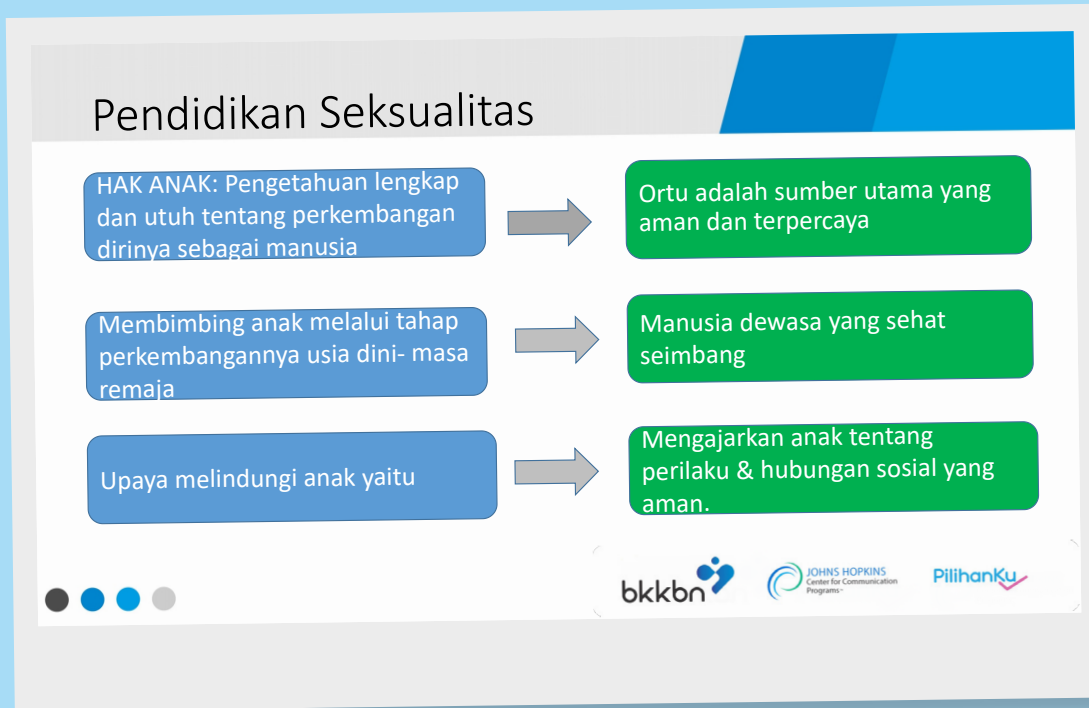 Pendidikan Seksualitas
HAK ANAK: Pengetahuan lengkap
dan utuh tentang perkembangan
dirinya sebagai manusia
Ortu adalah sumber utama yang
aman dan terpercaya
Membimbing anak melalui tahap
perkembangannya usia dini- masa
remaja
Manusia dewasa yang sehat
seimbang
Upaya melindungi anak yaitu
Mengajarkan anak tentang
perilaku & hubungan sosial yang
aman.
bkkbn
JOHNS HOPKINS
Center for Communication
Programs
PilihanKu